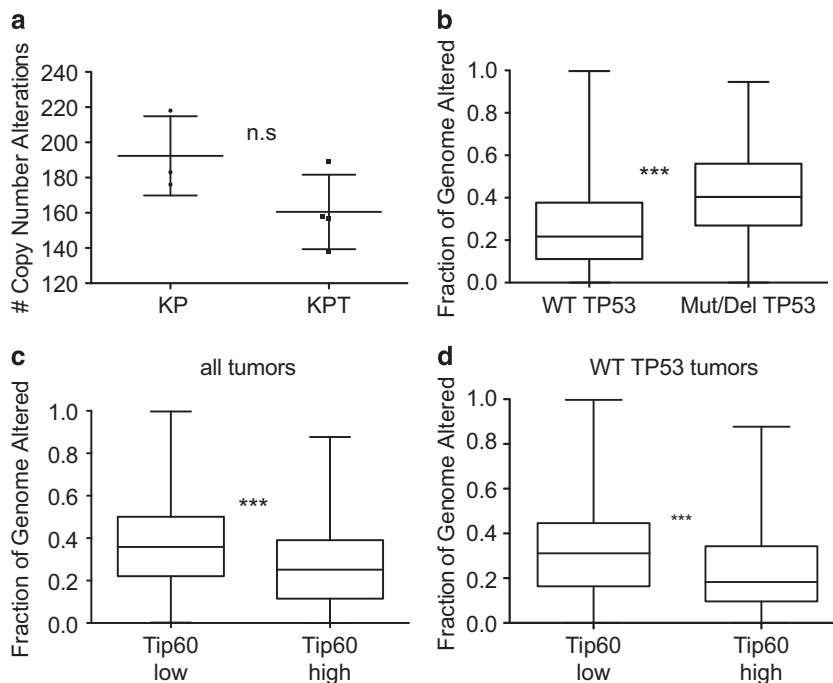 a
# Copy Number Alterations
240
220
200
180
160
140
120
n.s
KP
KPT
b
Fraction of Genome Altered
1.0
0.8
0.6
0.4
0.2
0.0
***
WT TP53
Mut/Del TP53
c
all tumors
Fraction of Genome Altered
1.0
0.8
0.6
0.4
0.2
0.0
***
Tip60
low
Tip60
high
d
WT TP53 tumors
Fraction of Genome Altered
1.0
0.8
0.6
0.4
0.2
0.0
***
Tip60
low
Tip60
high